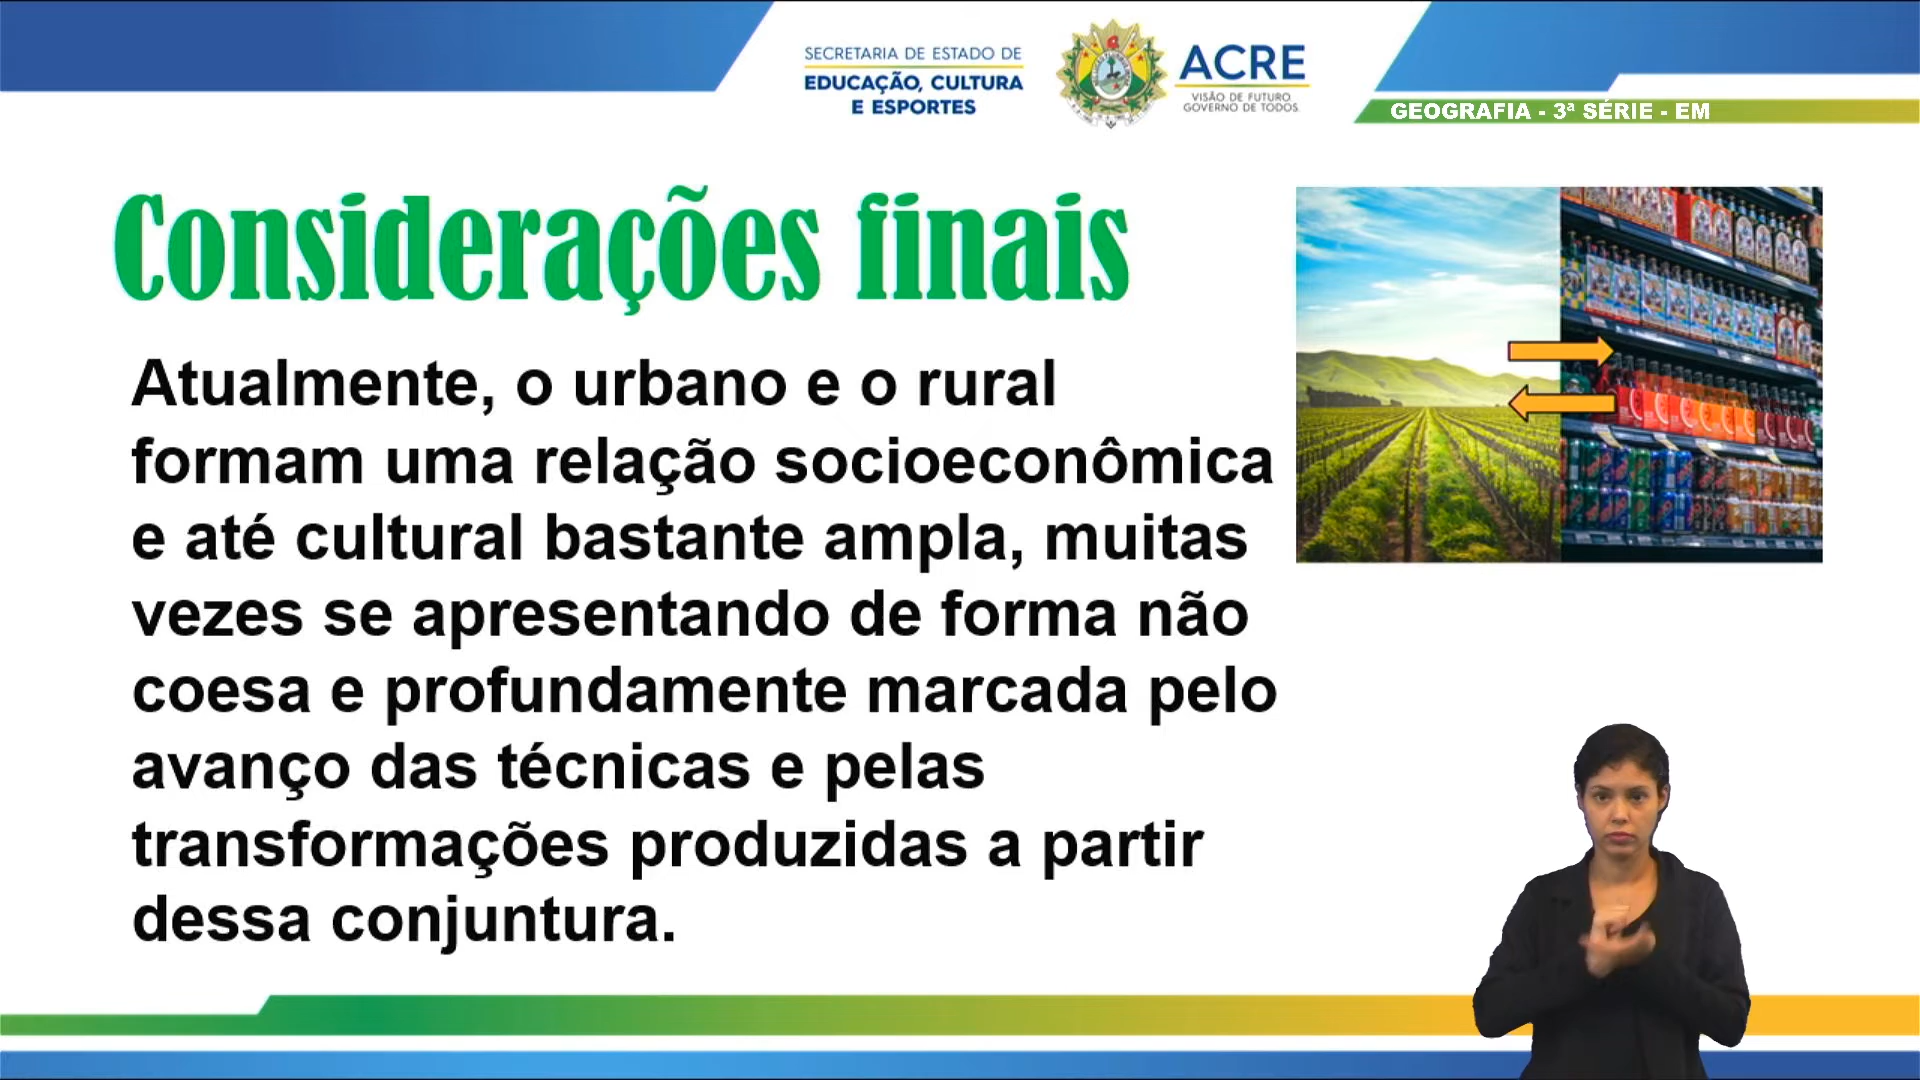 SECRETARIA DE ESTADO DE
EDUCAÇÃO, CULTURA
E ESPORTES
ACRE
VISÃO DE FUTURO.
GOVERNO DE TODOS.
GEOGRAFIA - 3ª SÉRIE - EM
Considerações finais
Atualmente, o urbano e o rural
formam uma relação socioeconômica
e até cultural bastante ampla, muitas
vezes se apresentando de forma não
coesa e profundamente marcada pelo
avanço das técnicas e pelas
transformações produzidas a partir
dessa conjuntura.